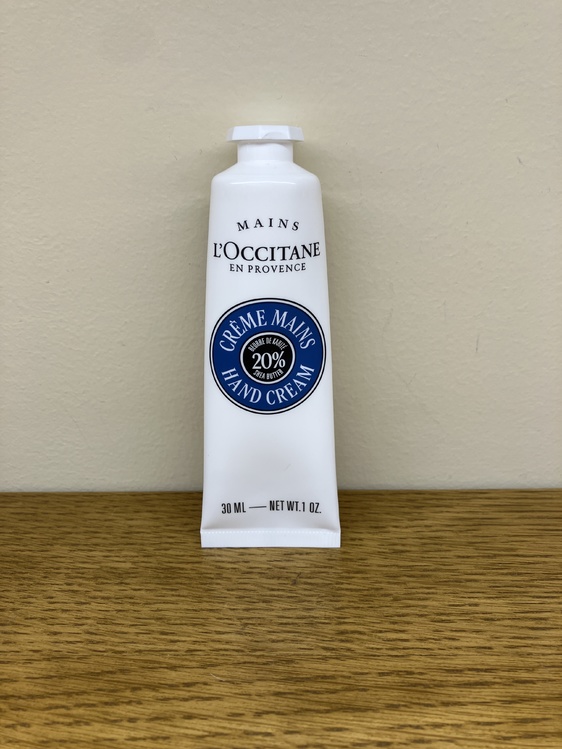 MAINS
L'OCCITANE
EN PROVENCE
CRÈME MAINS
BEURRE DE KARITÉ
20%
SHEA BUTTER
HAND CREAM
30 ML — NET WT.1 OZ.